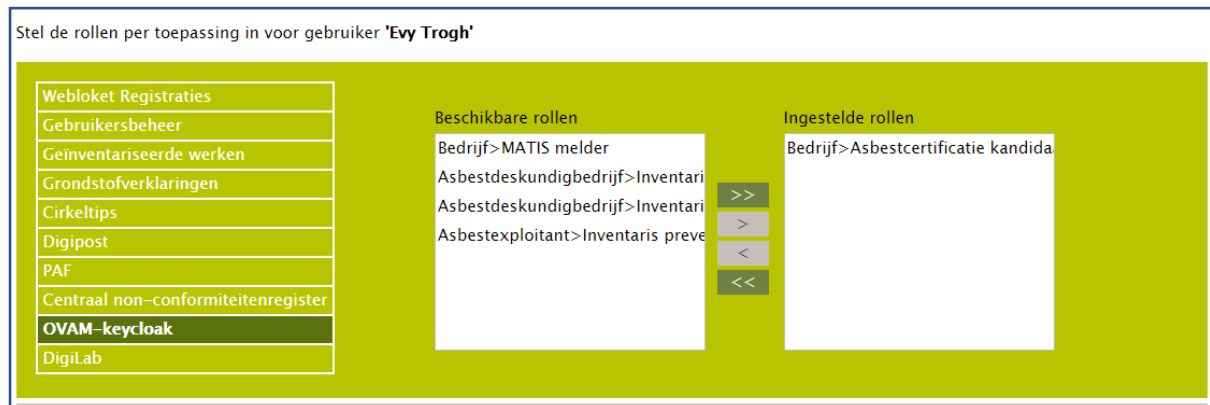 Stel de rollen per toepassing in voor gebruiker 'Evy Trogh'
Webloket Registraties
Gebruikersbeheer
Geïnventariseerde werken
Grondstofverklaringen
Cirkeltips
Digipost
PAF
Centraal non-conformiteitenregister
OVAM-keycloak
DigiLab
Beschikbare rollen
Bedrijf>MATIS melder
Asbestdeskundigbedrijf>Inventari
Asbestdeskundigbedrijf>Inventari
Asbestexploitant>Inventaris preve
>>
>
<
<<
Ingestelde rollen
Bedrijf>Asbestcertificatie kandidaa